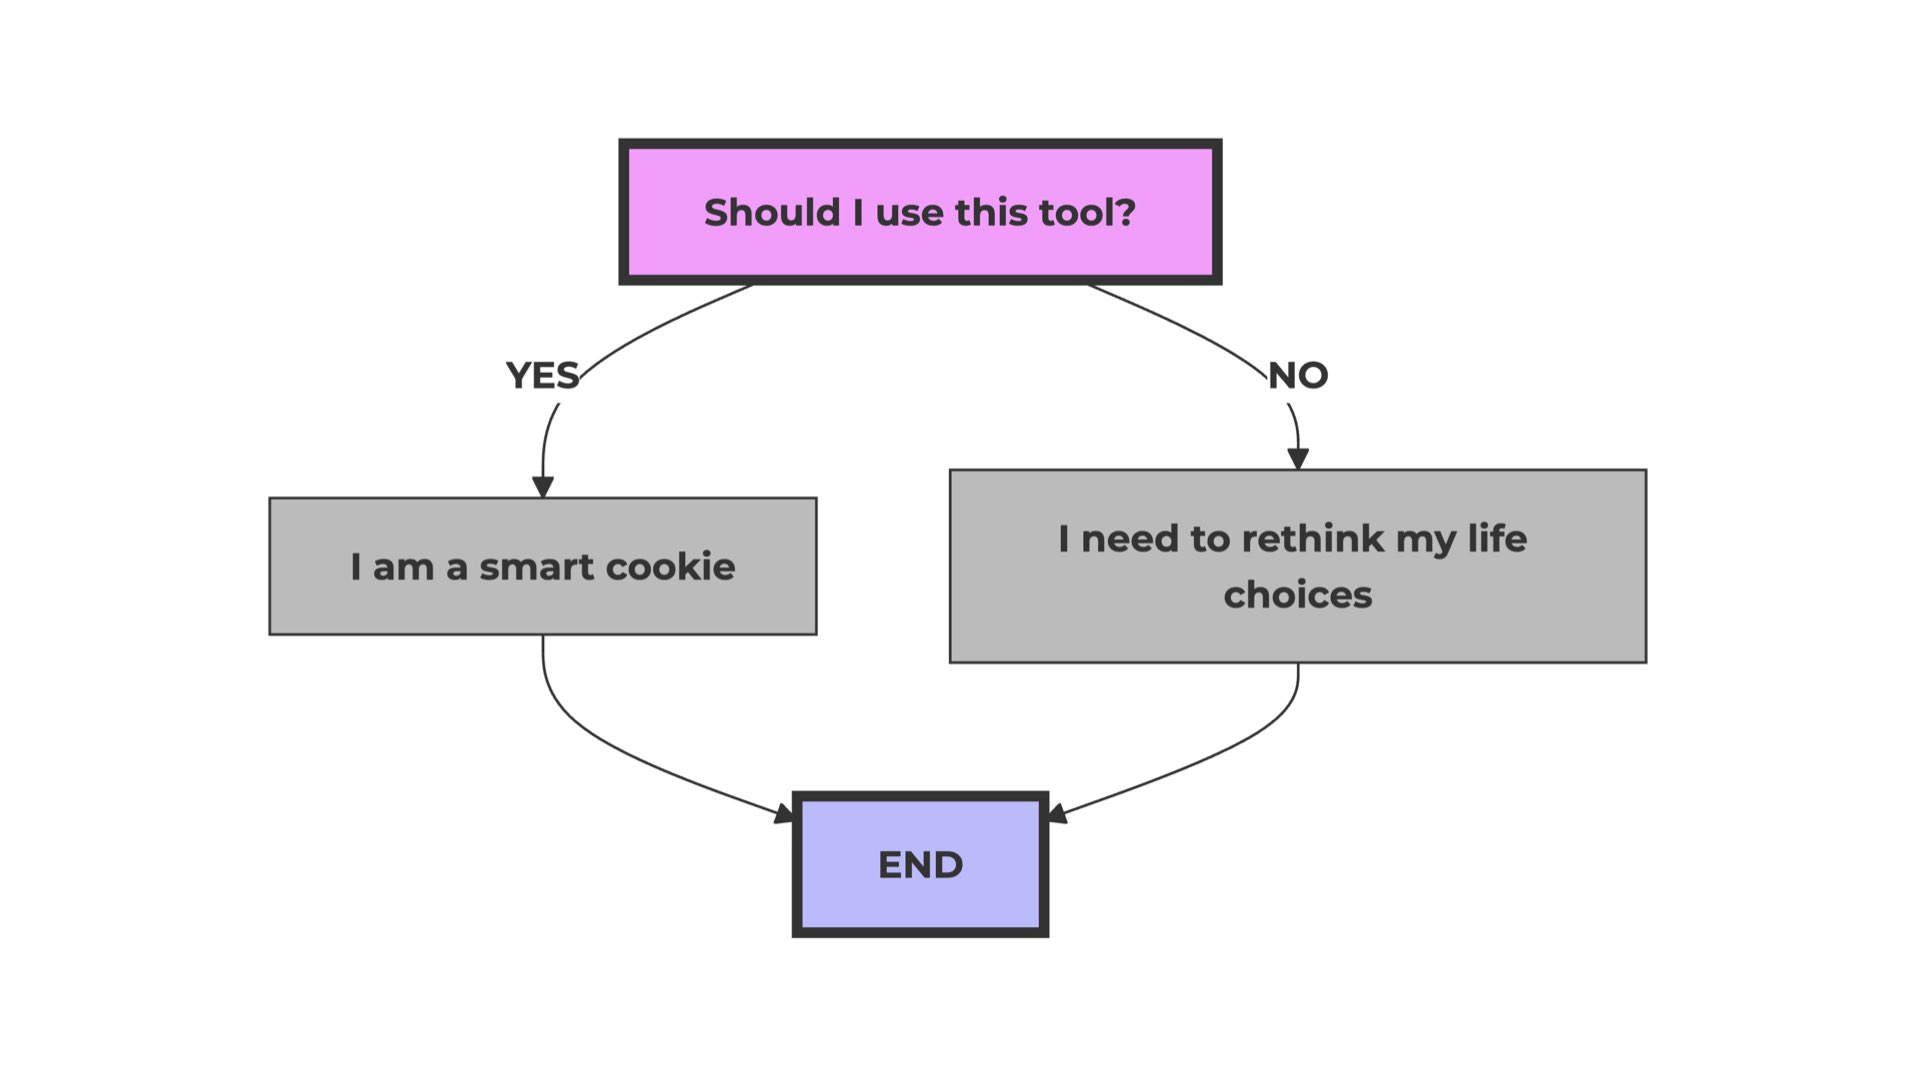 Should I use this tool?
YES
NO
I am a smart cookie
I need to rethink my life
choices
END